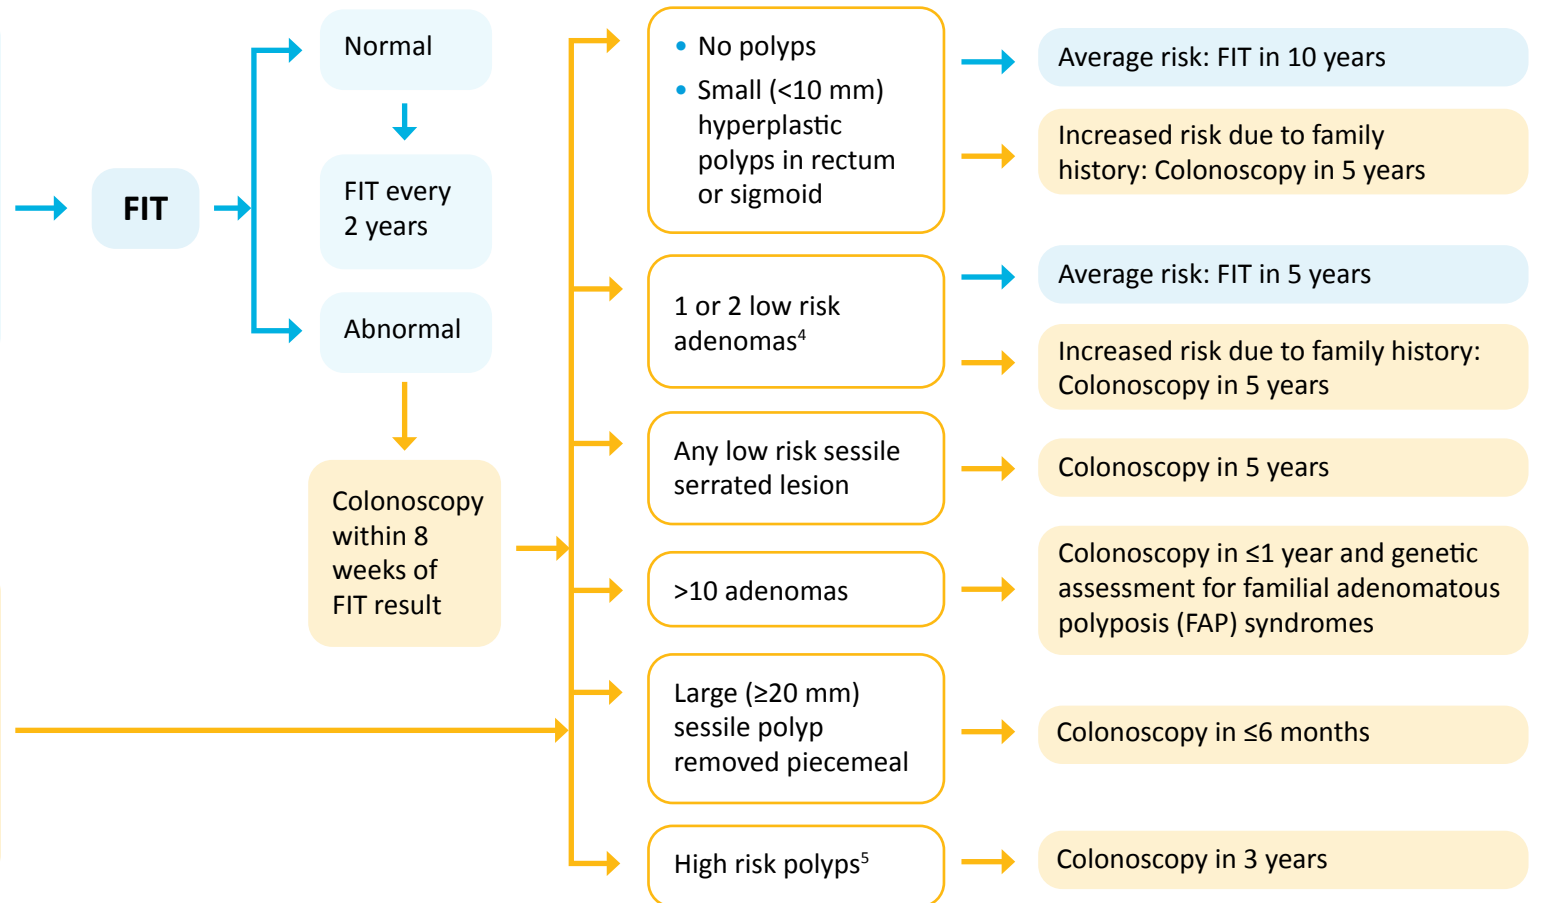 FIT
Normal
FIT every
2 years
Abnormal
Colonoscopy
within 8
weeks of
FIT result
• No polyps
• Small (<10 mm)
hyperplastic
polyps in rectum
or sigmoid
Average risk: FIT in 10 years
Increased risk due to family
history: Colonoscopy in 5 years
1 or 2 low risk
adenomas⁴
Average risk: FIT in 5 years
Increased risk due to family history:
Colonoscopy in 5 years
Any low risk sessile
serrated lesion
Colonoscopy in 5 years
>10 adenomas
Colonoscopy in ≤1 year and genetic
assessment for familial adenomatous
polyposis (FAP) syndromes
Large (≥20 mm)
sessile polyp
removed piecemeal
Colonoscopy in ≤6 months
High risk polyps⁵
Colonoscopy in 3 years